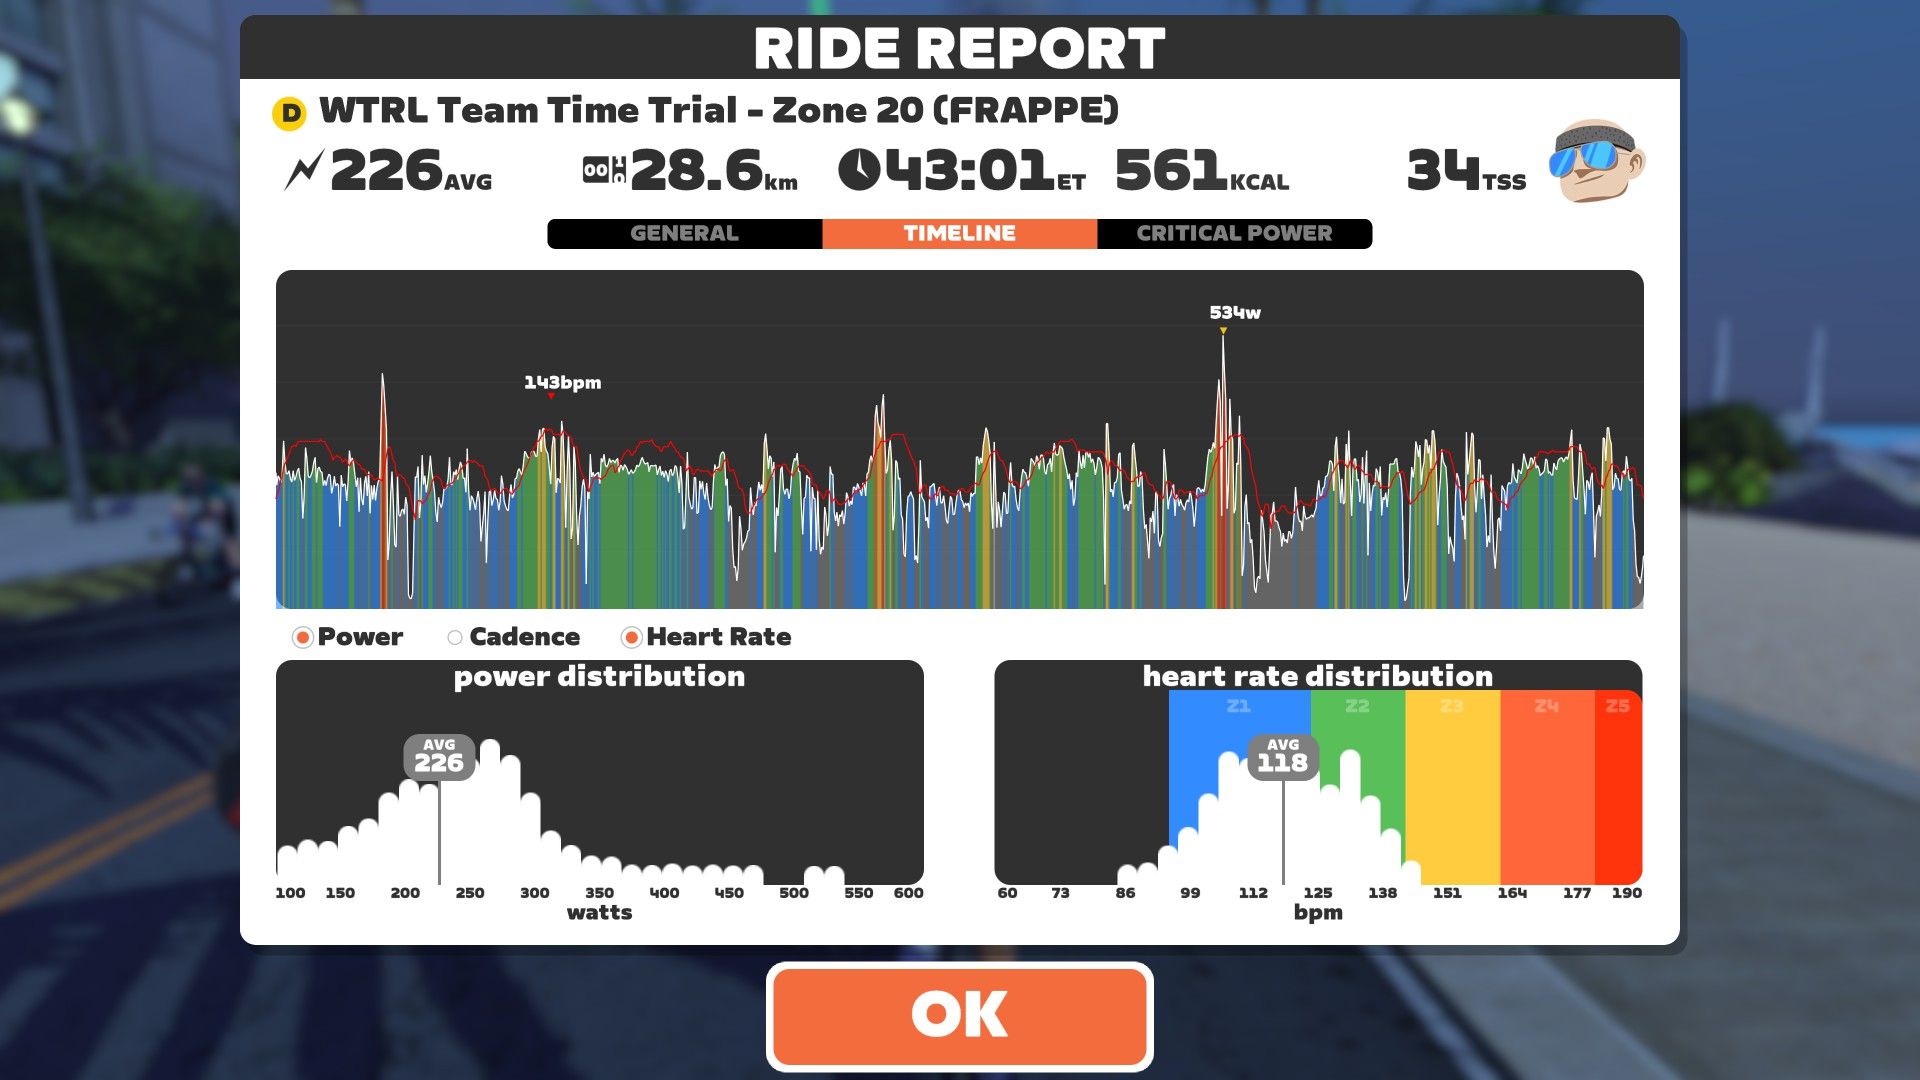 RIDE REPORT
D WTRL Team Time Trial - Zone 20 (FRAPPE)
226AVG 28.6km 43:01ET 561KCAL 34TSS
GENERAL TIMELINE CRITICAL POWER
534w
143bpm
Power Cadence Heart Rate
power distribution
AVG
226
100 150 200 250 300 350 400 450 500 550 600
watts
heart rate distribution
Z1 Z2 Z3 Z4 Z5
AVG
118
60 73 86 99 112 125 138 151 164 177 190
bpm
OK